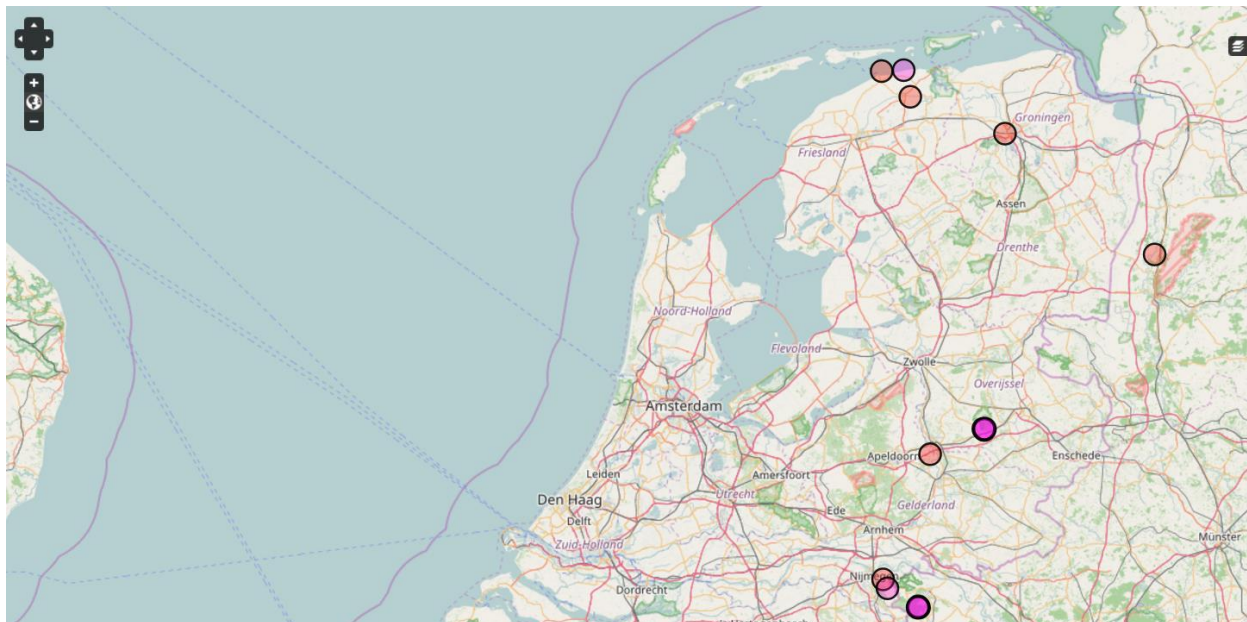 Groningen
Friesland
Assen
Drenthe
Noord-Holland
Flevoland
Zwolle
Overijssel
Amsterdam
Apeldoorn
Enschede
Leiden
Amersfoort
Den Haag
Utrecht
Gelderland
Ede
Delft
Arnhem
Münster
Zuid-Holland
Nijmegen
Dordrecht